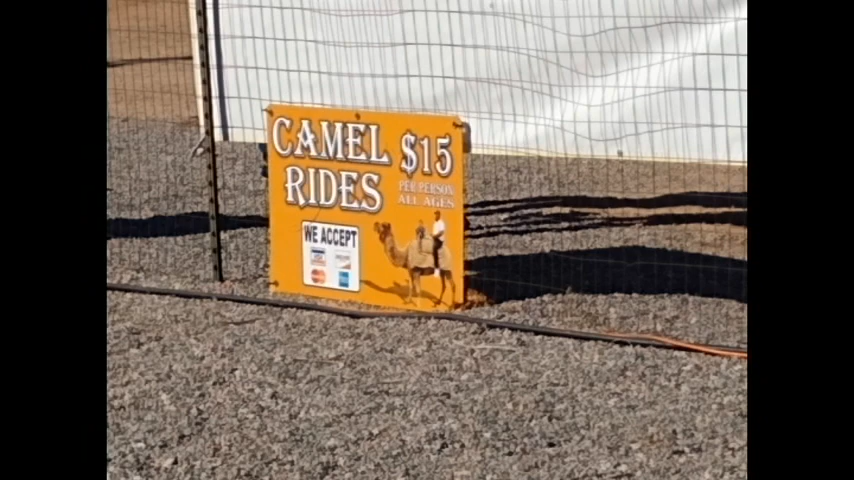 CAMEL $15
RIDES PER PERSON
ALL AGES
WE ACCEPT